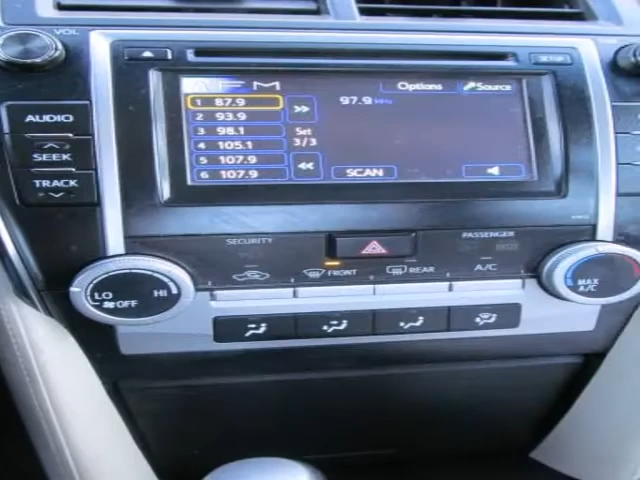 VOL
SETUP
FM
Options
Source
1 87.9
97.9 MHz
2 93.9
3 98.1
Set
3/3
4 105.1
5 107.9
6 107.9
SCAN
AUDIO
SEEK
TRACK
SECURITY
PASSENGER
FRONT
REAR
A/C
LO
OFF
HI
MAX
A/C